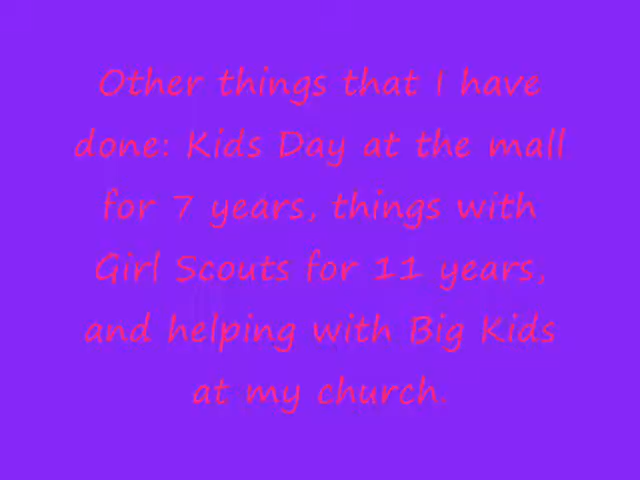 Other things that I have
done: Kids Day at the mall
for 7 years, things with
Girl Scouts for 11 years,
and helping with Big Kids
at my church.